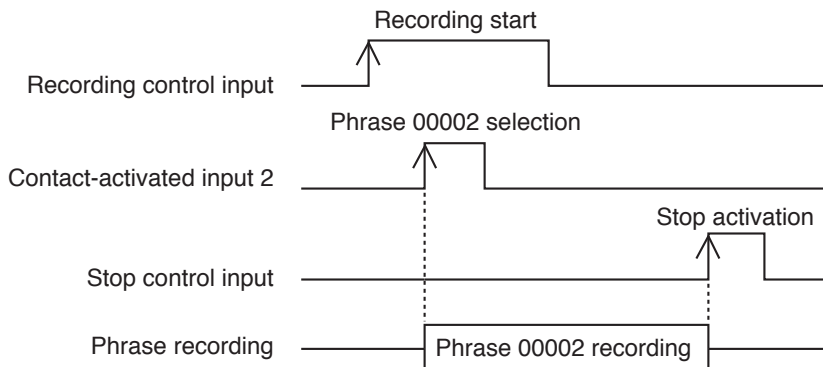 Recording start
Recording control input
Phrase 00002 selection
Contact-activated input 2
Stop activation
Stop control input
Phrase recording
Phrase 00002 recording